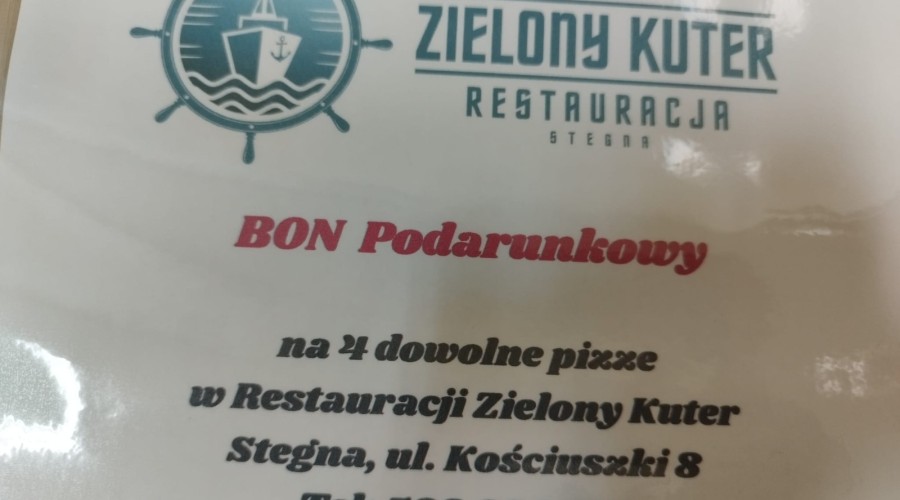 ZIELONY KUTER
RESTAURACJA
STEGNA
BON Podarunkowy
na 4 dowolne pizze
w Restauracji Zielony Kuter
Stegna, ul. Kościuszki 8